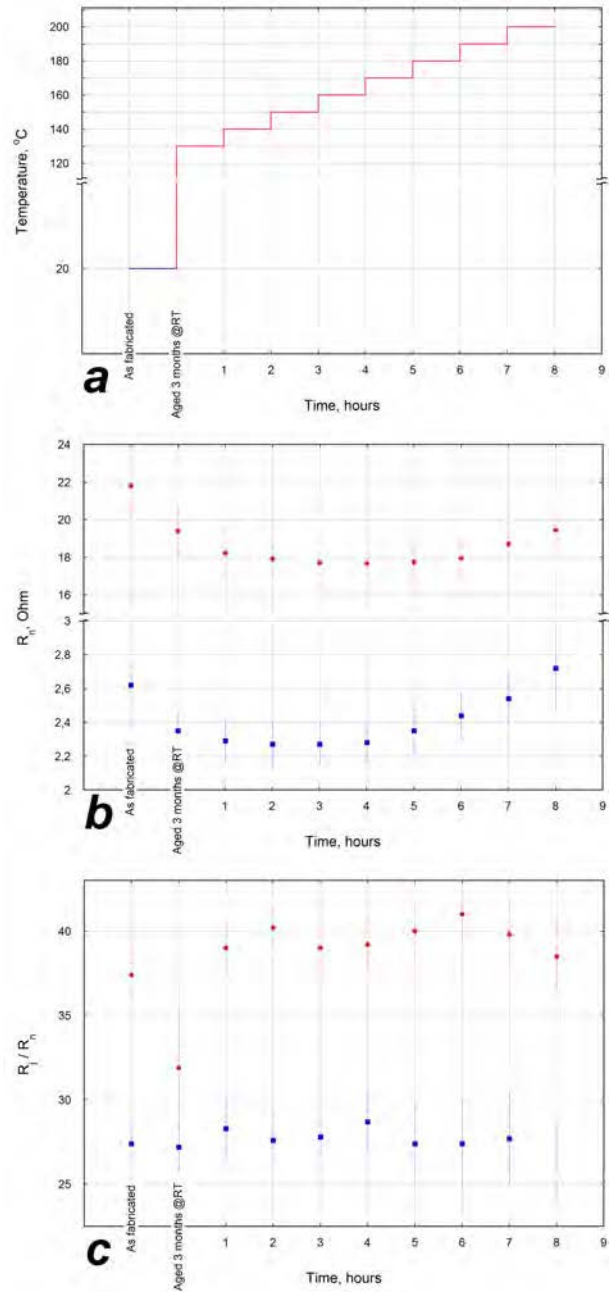 200
180
160
140
120
20
Temperature, °C
As fabricated
Aged 3 months @RT
1 2 3 4 5 6 7 8
Time, hours
a
24
22
20
18
16
3
2,8
2,6
2,4
2,2
2
Rn, Ohm
As fabricated
Aged 3 months @RT
1 2 3 4 5 6 7 8 9
Time, hours
b
40
35
30
25
Rj / Rn
As fabricated
Aged 3 months @RT
1 2 3 4 5 6 7 8 9
Time, hours
c